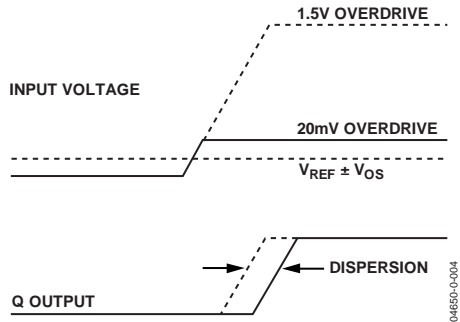 1.5V OVERDRIVE
INPUT VOLTAGE
20mV OVERDRIVE
VREF ± VOS
DISPERSION
Q OUTPUT
04650-0-004